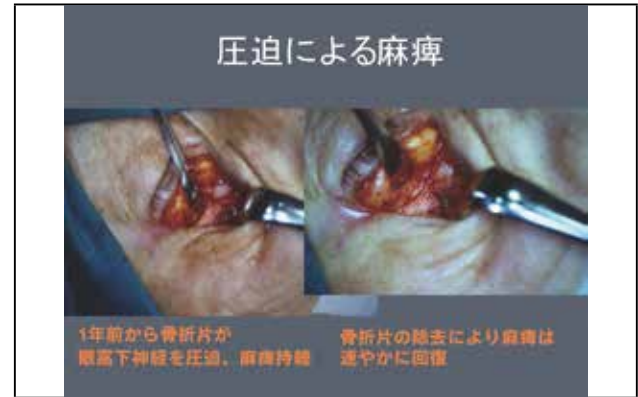 圧迫による麻痺
1年前から骨折片が
眼窩下神経を圧迫、麻痺持続
骨折片の除去により麻痺は
速やかに回復